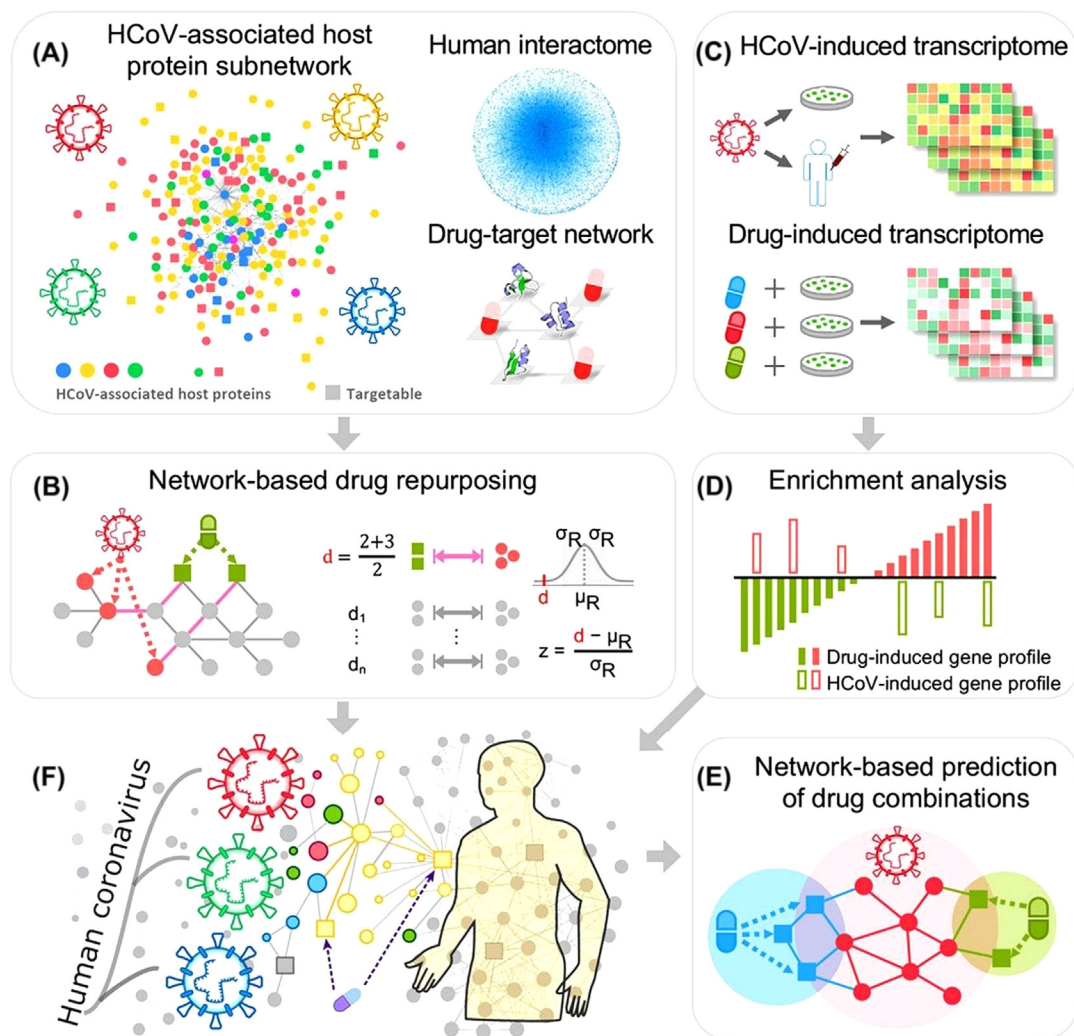 (A)
HCoV-associated host
protein subnetwork
Human interactome
Drug-target network
HCoV-associated host proteins
Targetable
(C)
HCoV-induced transcriptome
Drug-induced transcriptome
+
+
+
(B)
Network-based drug repurposing
d = 2+3
2
σR σR
d
μR
d1
⋮
⋮
dn
z = d − μR
σR
(D)
Enrichment analysis
Drug-induced gene profile
HCoV-induced gene profile
(F)
Human coronavirus
(E)
Network-based prediction
of drug combinations